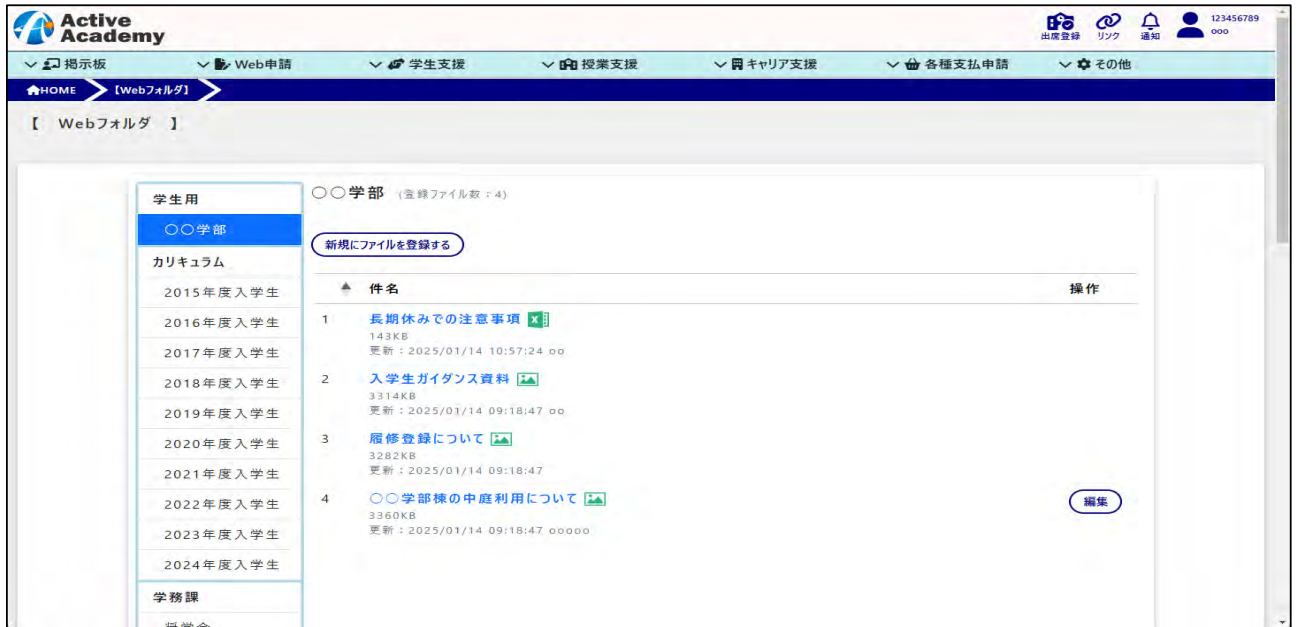 Active
Academy
出席登録 リンク 通知 123456789
ooo
掲示板 Web申請 学生支援 授業支援 キャリア支援 各種支払申請 その他
HOME 【Webフォルダ】
【 Webフォルダ 】
学生用
○○学部
カリキュラム
2015年度入学生
2016年度入学生
2017年度入学生
2018年度入学生
2019年度入学生
2020年度入学生
2021年度入学生
2022年度入学生
2023年度入学生
2024年度入学生
学務課
○○学部 (登録ファイル数：4)
新規にファイルを登録する
件名 操作
1 長期休みでの注意事項
143KB
更新：2025/01/14 10:57:24 oo
2 入学生ガイダンス資料
3314KB
更新：2025/01/14 09:18:47 oo
3 履修登録について
3282KB
更新：2025/01/14 09:18:47
4 ○○学部棟の中庭利用について 編集
3360KB
更新：2025/01/14 09:18:47 ooooo